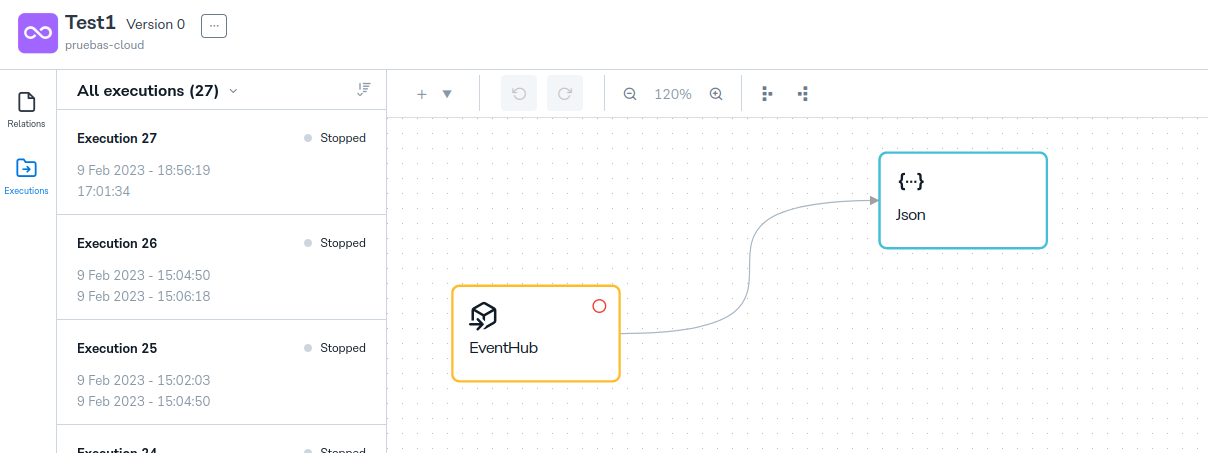 Test1 Version 0 ...
pruebas-cloud
Relations
Executions
All executions (27)
Execution 27 Stopped
9 Feb 2023 - 18:56:19
17:01:34
Execution 26 Stopped
9 Feb 2023 - 15:04:50
9 Feb 2023 - 15:06:18
Execution 25 Stopped
9 Feb 2023 - 15:02:03
9 Feb 2023 - 15:04:50
Execution 24 Stopped
120%
{...}
Json
EventHub